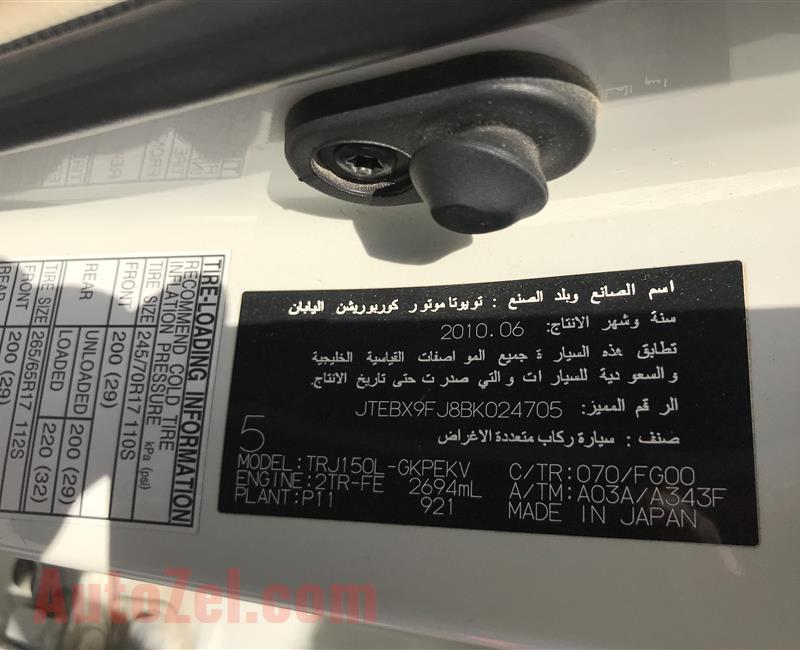 اسم الصانع وبلد الصنع : تويوتا موتور كوربوريشن اليابان
سنة وشهر الانتاج: 2010.06
تطابق هذه السيارة جميع المواصفات القياسية الخليجية
والسعودية للسيارات والتي صدرت حتى تاريخ الانتاج.
الرقم المميز: JTEBX9FJ8BK024705
صنف : سيارة ركاب متعددة الاغراض
5
MODEL:TRJ150L-GKPEKV C/TR:070/FG00
ENGINE:2TR-FE 2694mL A/TM:A03A/A343F
PLANT:P11 921 MADE IN JAPAN
TIRE-LOADING INFORMATION
RECOMMEND COLD TIRE
INFLATION PRESSURE kPa (psi)
TIRE SIZE 245/70R17 110S
FRONT 200 (29)
REAR UNLOADED 200 (29)
LOADED 220 (32)
TIRE SIZE 265/65R17 112S
FRONT 200 (29)
REAR 200 (29)
AutoZel.com